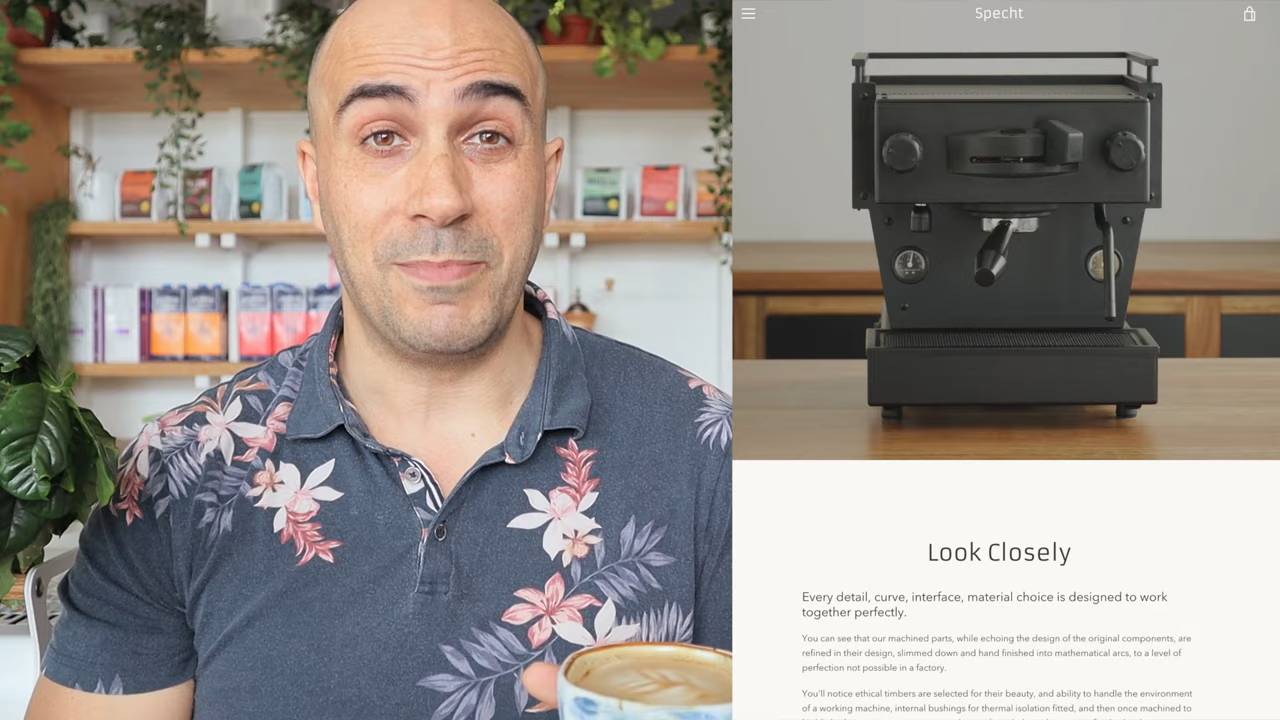 Specht
Look Closely
Every detail, curve, interface, material choice is designed to work
together perfectly.
You can see that our machined parts, while echoing the design of the original components, are
refined in their design, slimmed down and hand finished into mathematical arcs, to a level of
perfection not possible in a factory.
You'll notice ethical timbers are selected for their beauty, and ability to handle the environment
of a working machine, internal bushings for thermal isolation fitted, and then once machined to